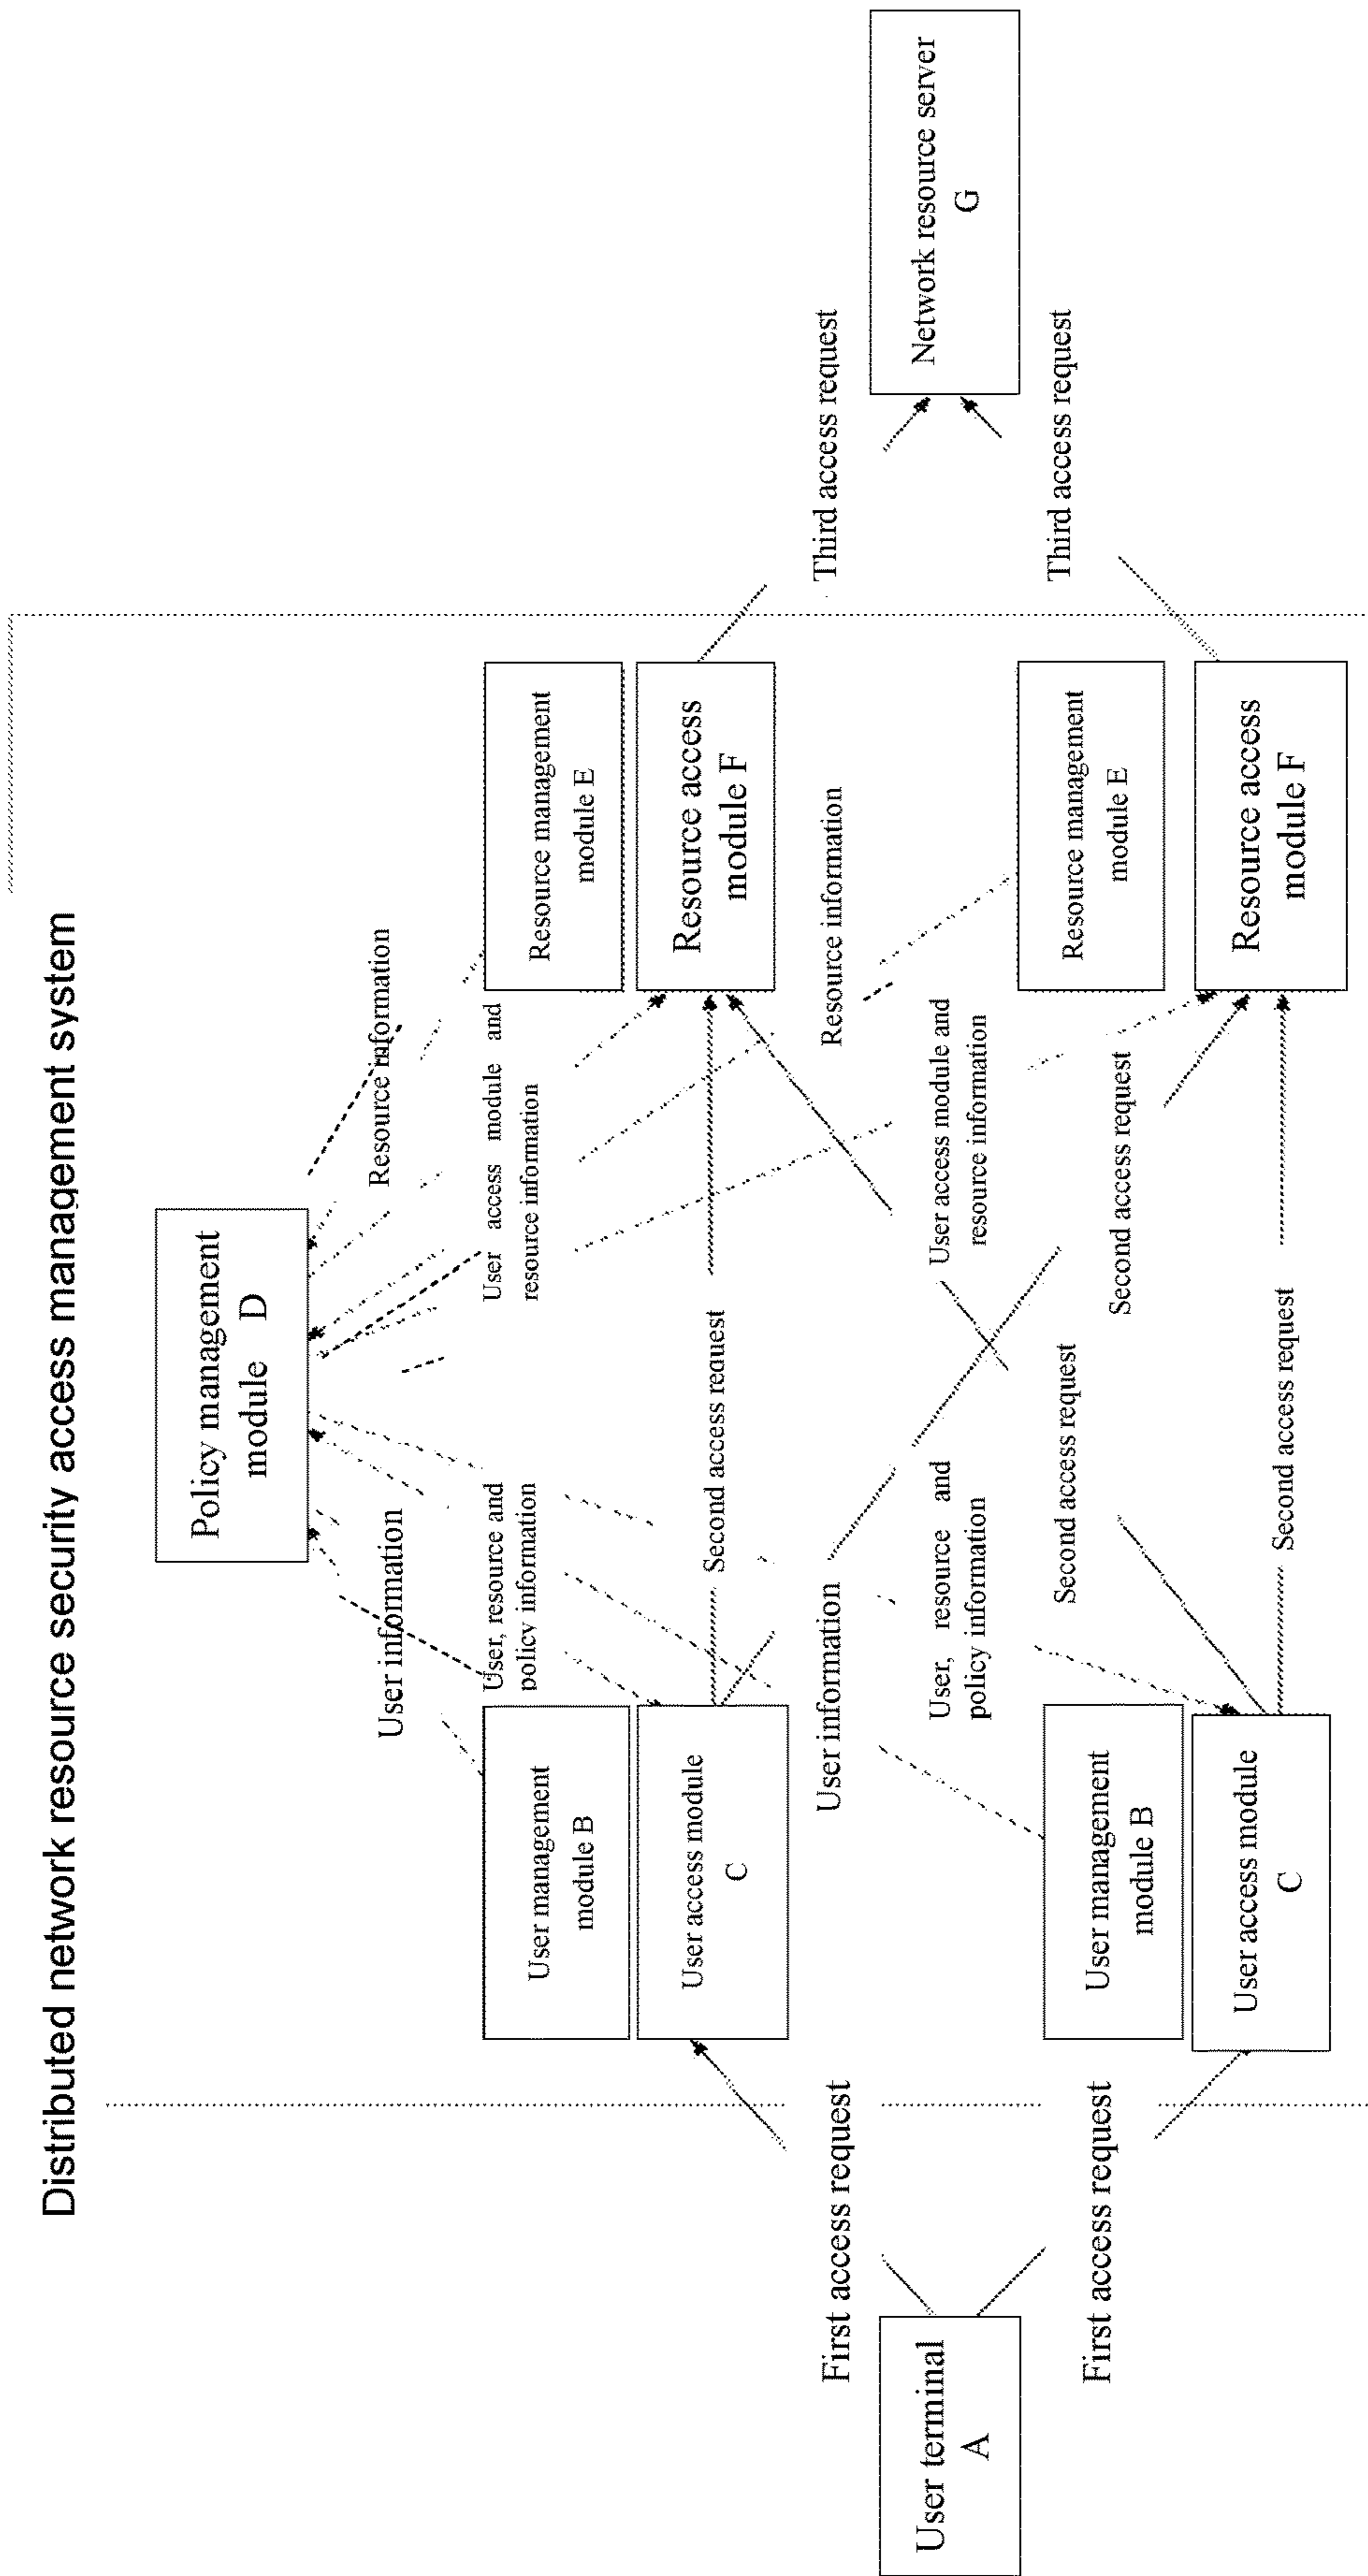 Distributed network resource security access management system
Policy management
module D
User information
Resource information
User, resource and
policy information
User access module and
resource information
User management
module B
Resource management
module E
User access module
C
Second access request
Resource access
module F
First access request
User information
Resource information
Third access request
User terminal
A
Network resource server
G
User, resource and
policy information
User access module and
resource information
First access request
Second access request
Second access request
Third access request
User management
module B
Resource management
module E
User access module
C
Second access request
Resource access
module F